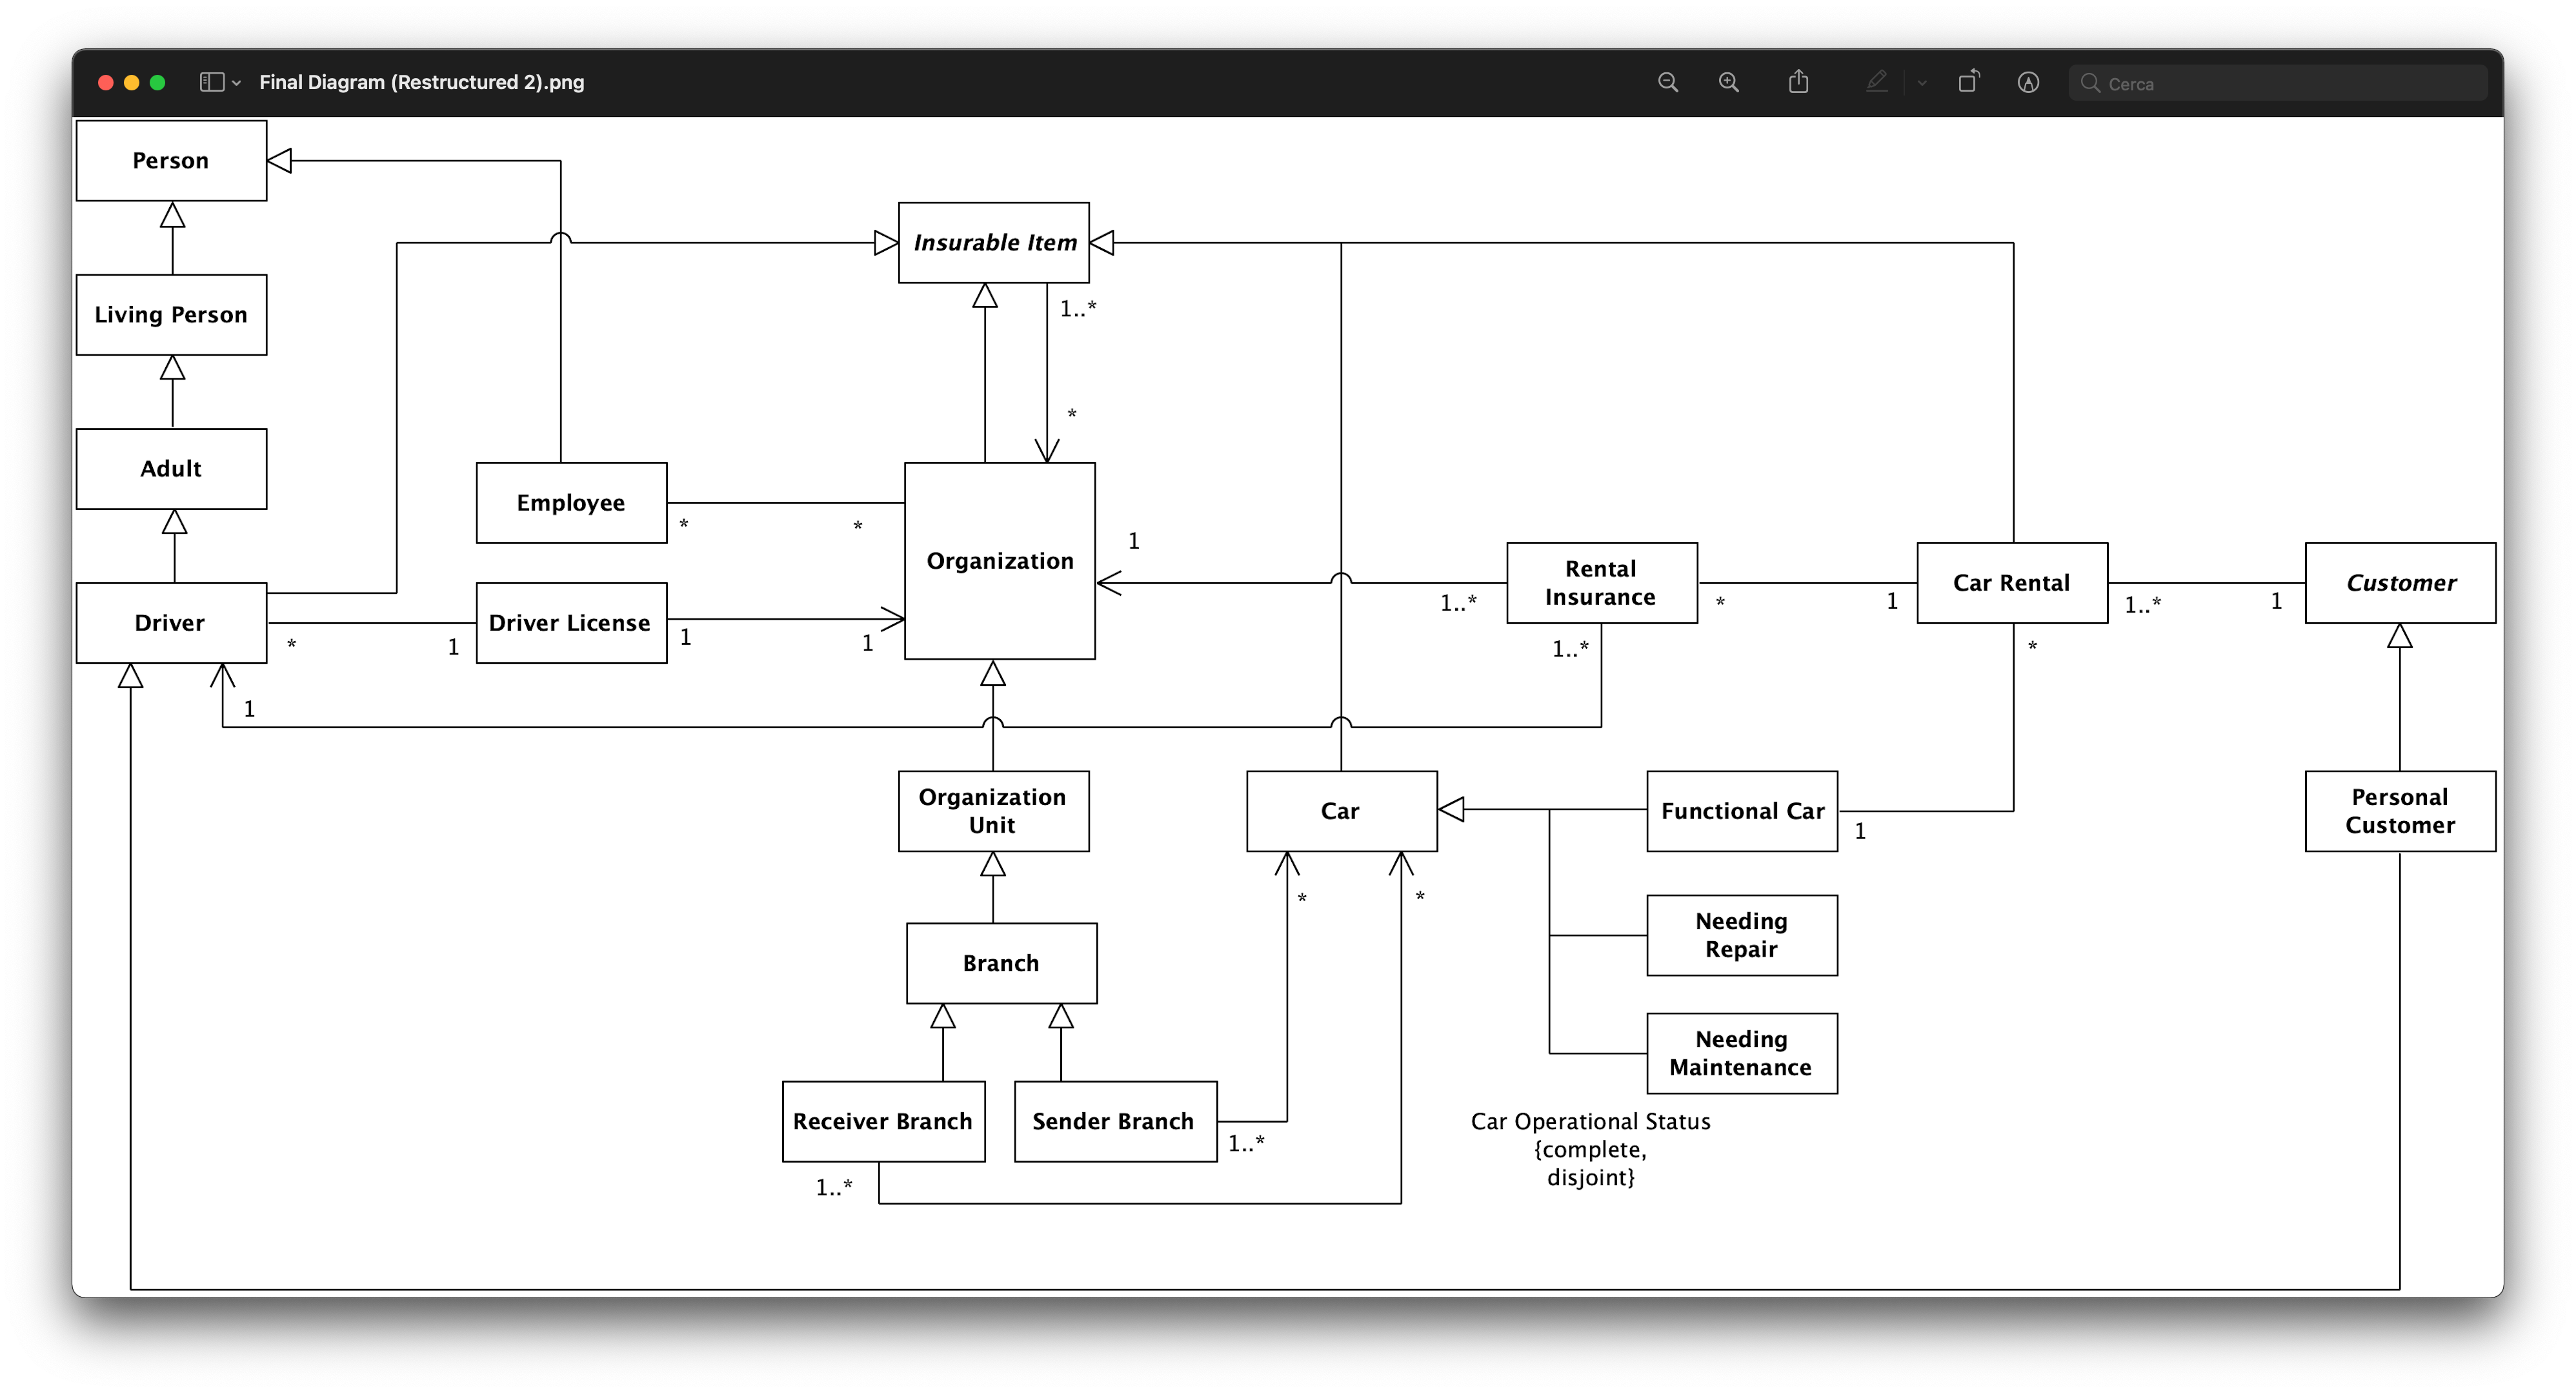 Final Diagram (Restructured 2).png
Cerca
Person
Insurable Item
Living Person
1..*
*
Adult
Employee
*
*
Organization
1
Rental
Insurance
1..*
*
1
Car Rental
1..*
1
Customer
Driver
*
1
Driver License
1
1
1..*
*
1
Organization
Unit
Car
Functional Car
1
Personal
Customer
*
*
Needing
Repair
Branch
Needing
Maintenance
Receiver Branch
Sender Branch
1..*
1..*
Car Operational Status
{complete,
disjoint}